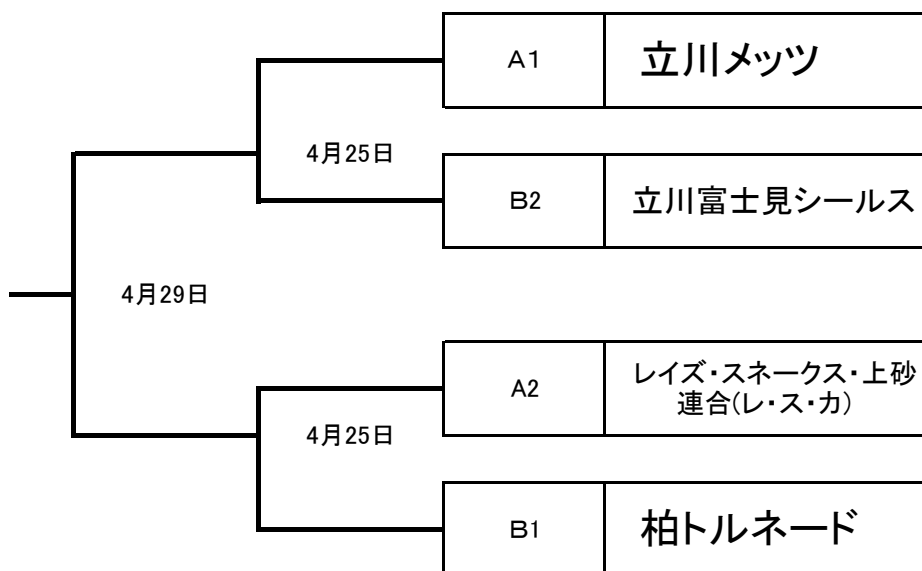 A1
立川メッツ
4月25日
B2
立川富士見シールス
4月29日
A2
レイズ・スネークス・上砂
連合(レ・ス・カ)
4月25日
B1
柏トルネード